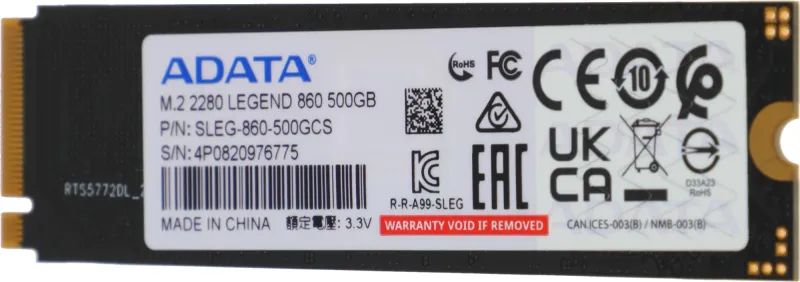 ADATA®
M.2 2280 LEGEND 860 500GB
P/N: SLEG-860-500GCS
S/N: 4P0820976775
MADE IN CHINA 額定電壓: 3.3V
RoHS
FC
CE
10
UK
CA
EAC
R-R-A99-SLEG
WARRANTY VOID IF REMOVED
D33A23
RoHS
CAN ICES-003(B) / NMB-003(B)
RTS5772DL_2